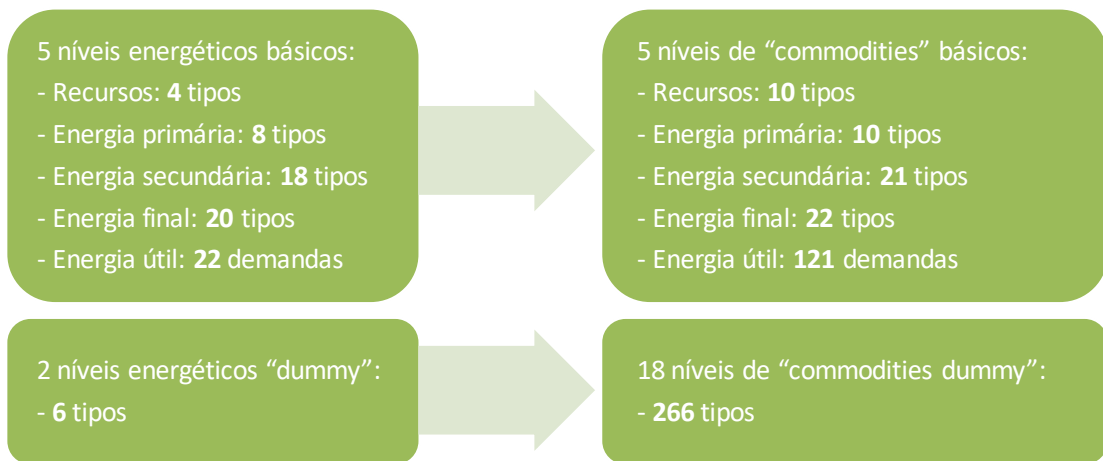 5 níveis energéticos básicos:
- Recursos: 4 tipos
- Energia primária: 8 tipos
- Energia secundária: 18 tipos
- Energia final: 20 tipos
- Energia útil: 22 demandas
5 níveis de “commodities” básicos:
- Recursos: 10 tipos
- Energia primária: 10 tipos
- Energia secundária: 21 tipos
- Energia final: 22 tipos
- Energia útil: 121 demandas
2 níveis energéticos “dummy”:
- 6 tipos
18 níveis de “commodities dummy”:
- 266 tipos